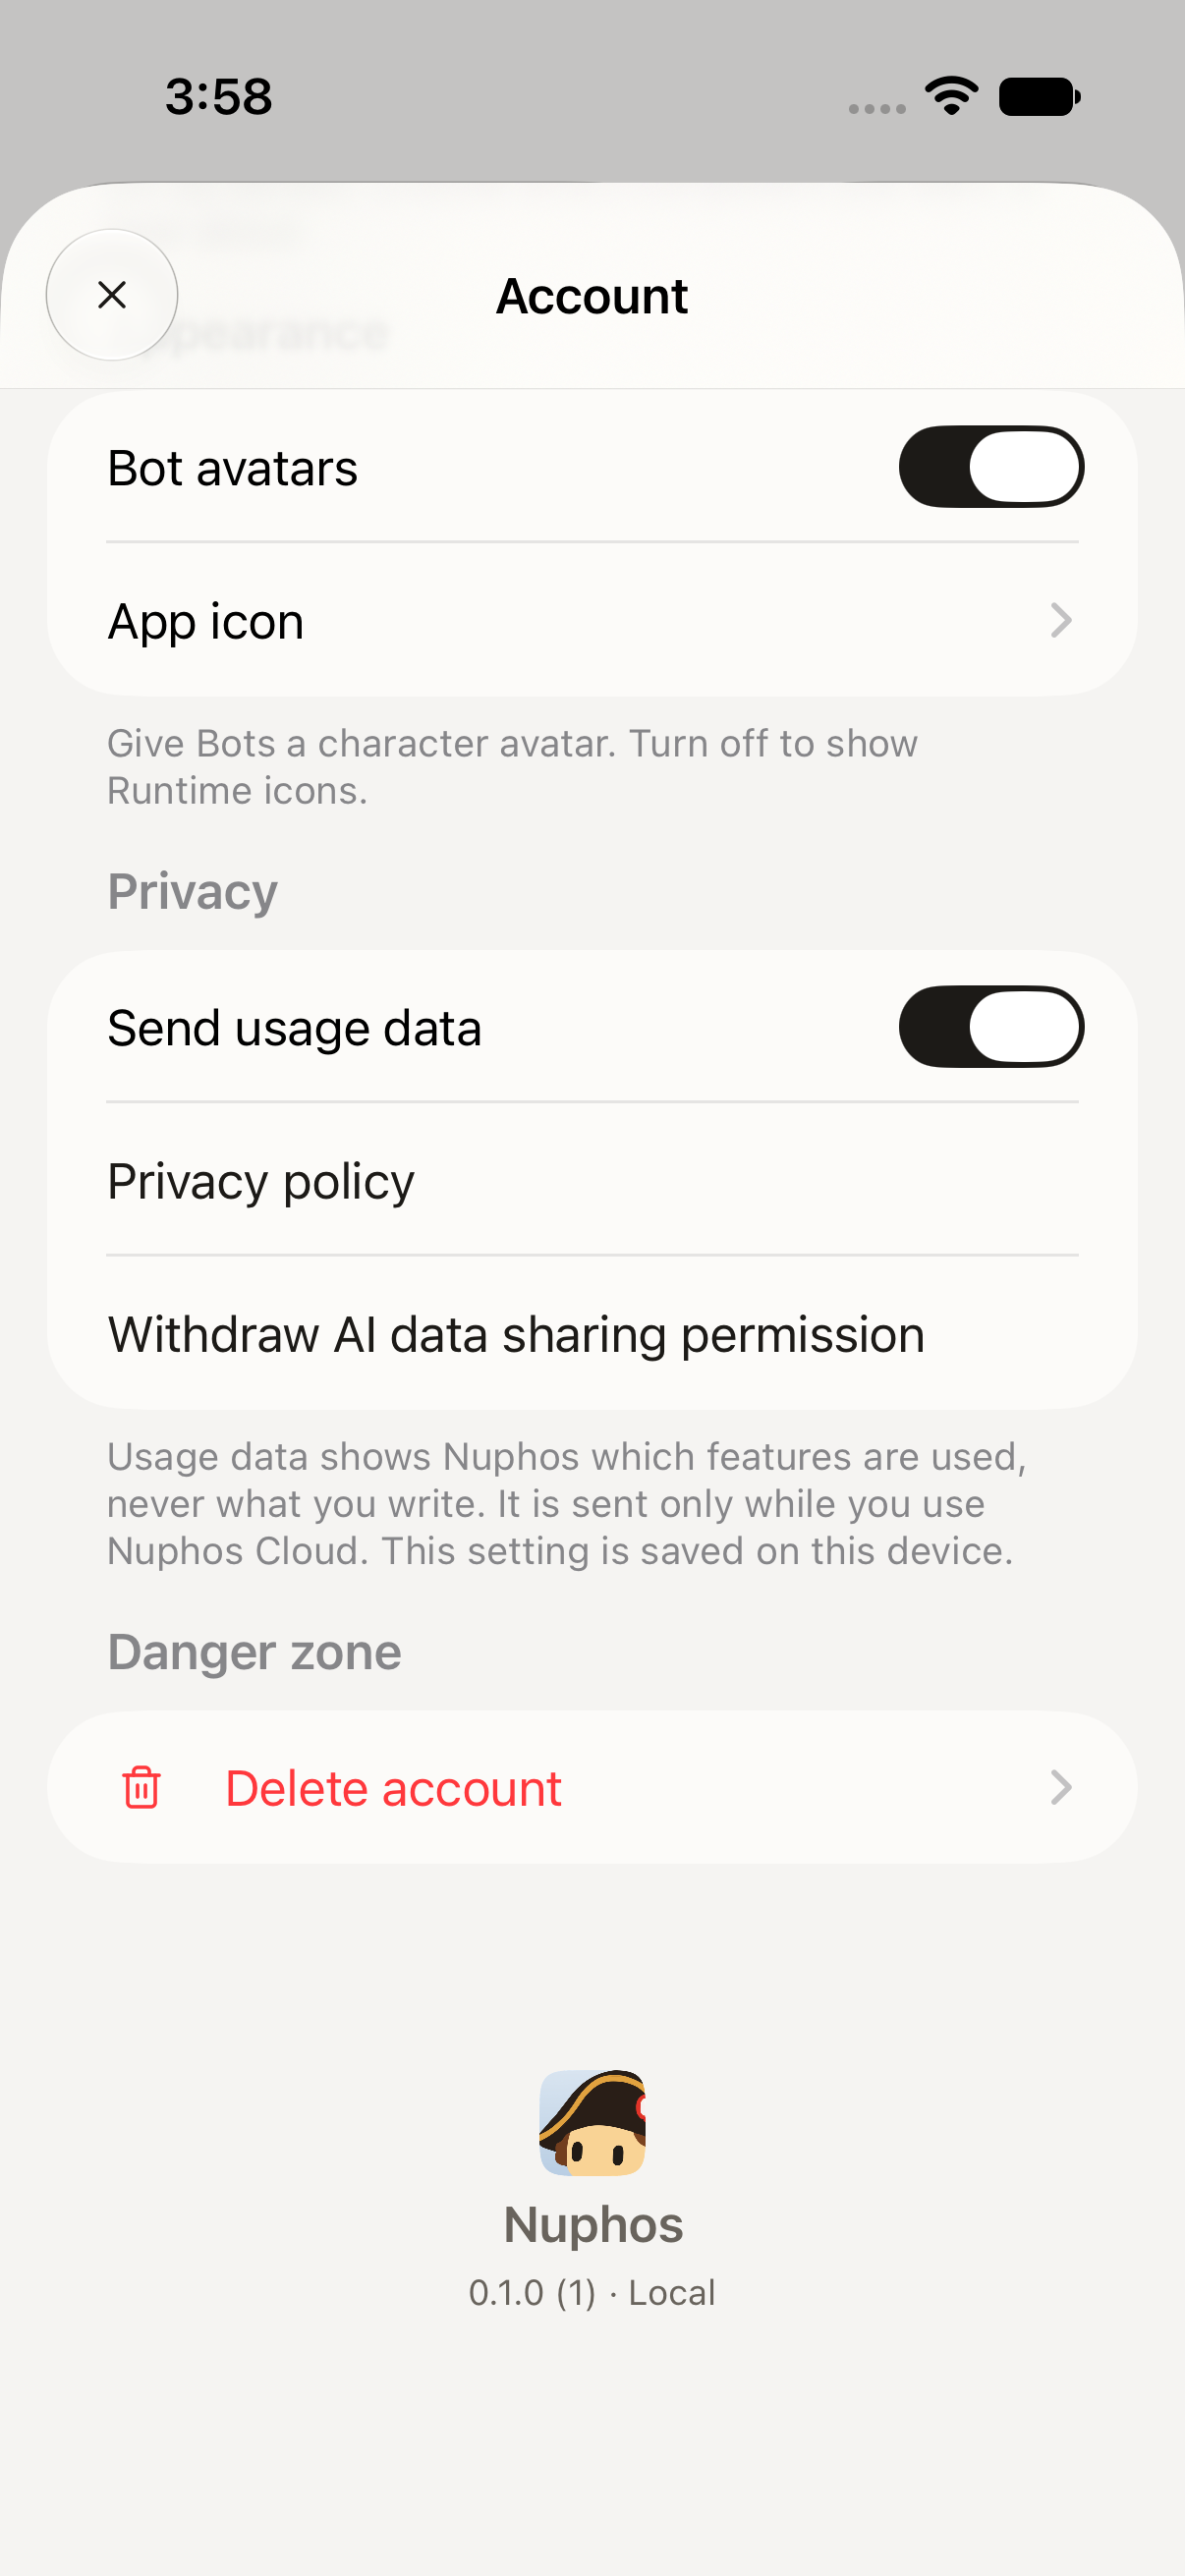 3:58
Account
Bot avatars
App icon
Give Bots a character avatar. Turn off to show
Runtime icons.
Privacy
Send usage data
Privacy policy
Withdraw AI data sharing permission
Usage data shows Nuphos which features are used,
never what you write. It is sent only while you use
Nuphos Cloud. This setting is saved on this device.
Danger zone
Delete account
Nuphos
0.1.0 (1) · Local